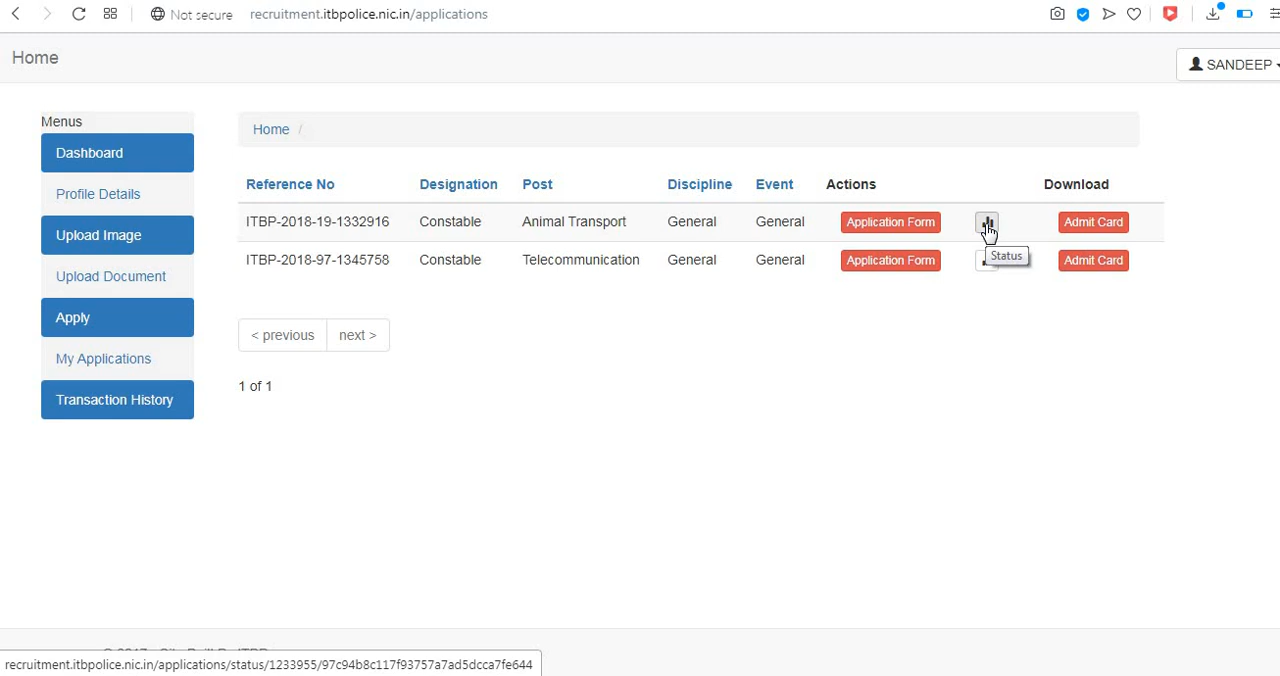 Not secure recruitment.itbpolice.nic.in/applications
Home
SANDEEP
Menus
Dashboard
Profile Details
Upload Image
Upload Document
Apply
My Applications
Transaction History
Home /
Reference No Designation Post Discipline Event Actions Download
ITBP-2018-19-1332916 Constable Animal Transport General General Application Form Admit Card
Status
ITBP-2018-97-1345758 Constable Telecommunication General General Application Form Admit Card
< previous next >
1 of 1
recruitment.itbpolice.nic.in/applications/status/1233955/97c94b8c117f93757a7ad5dcca7fe644